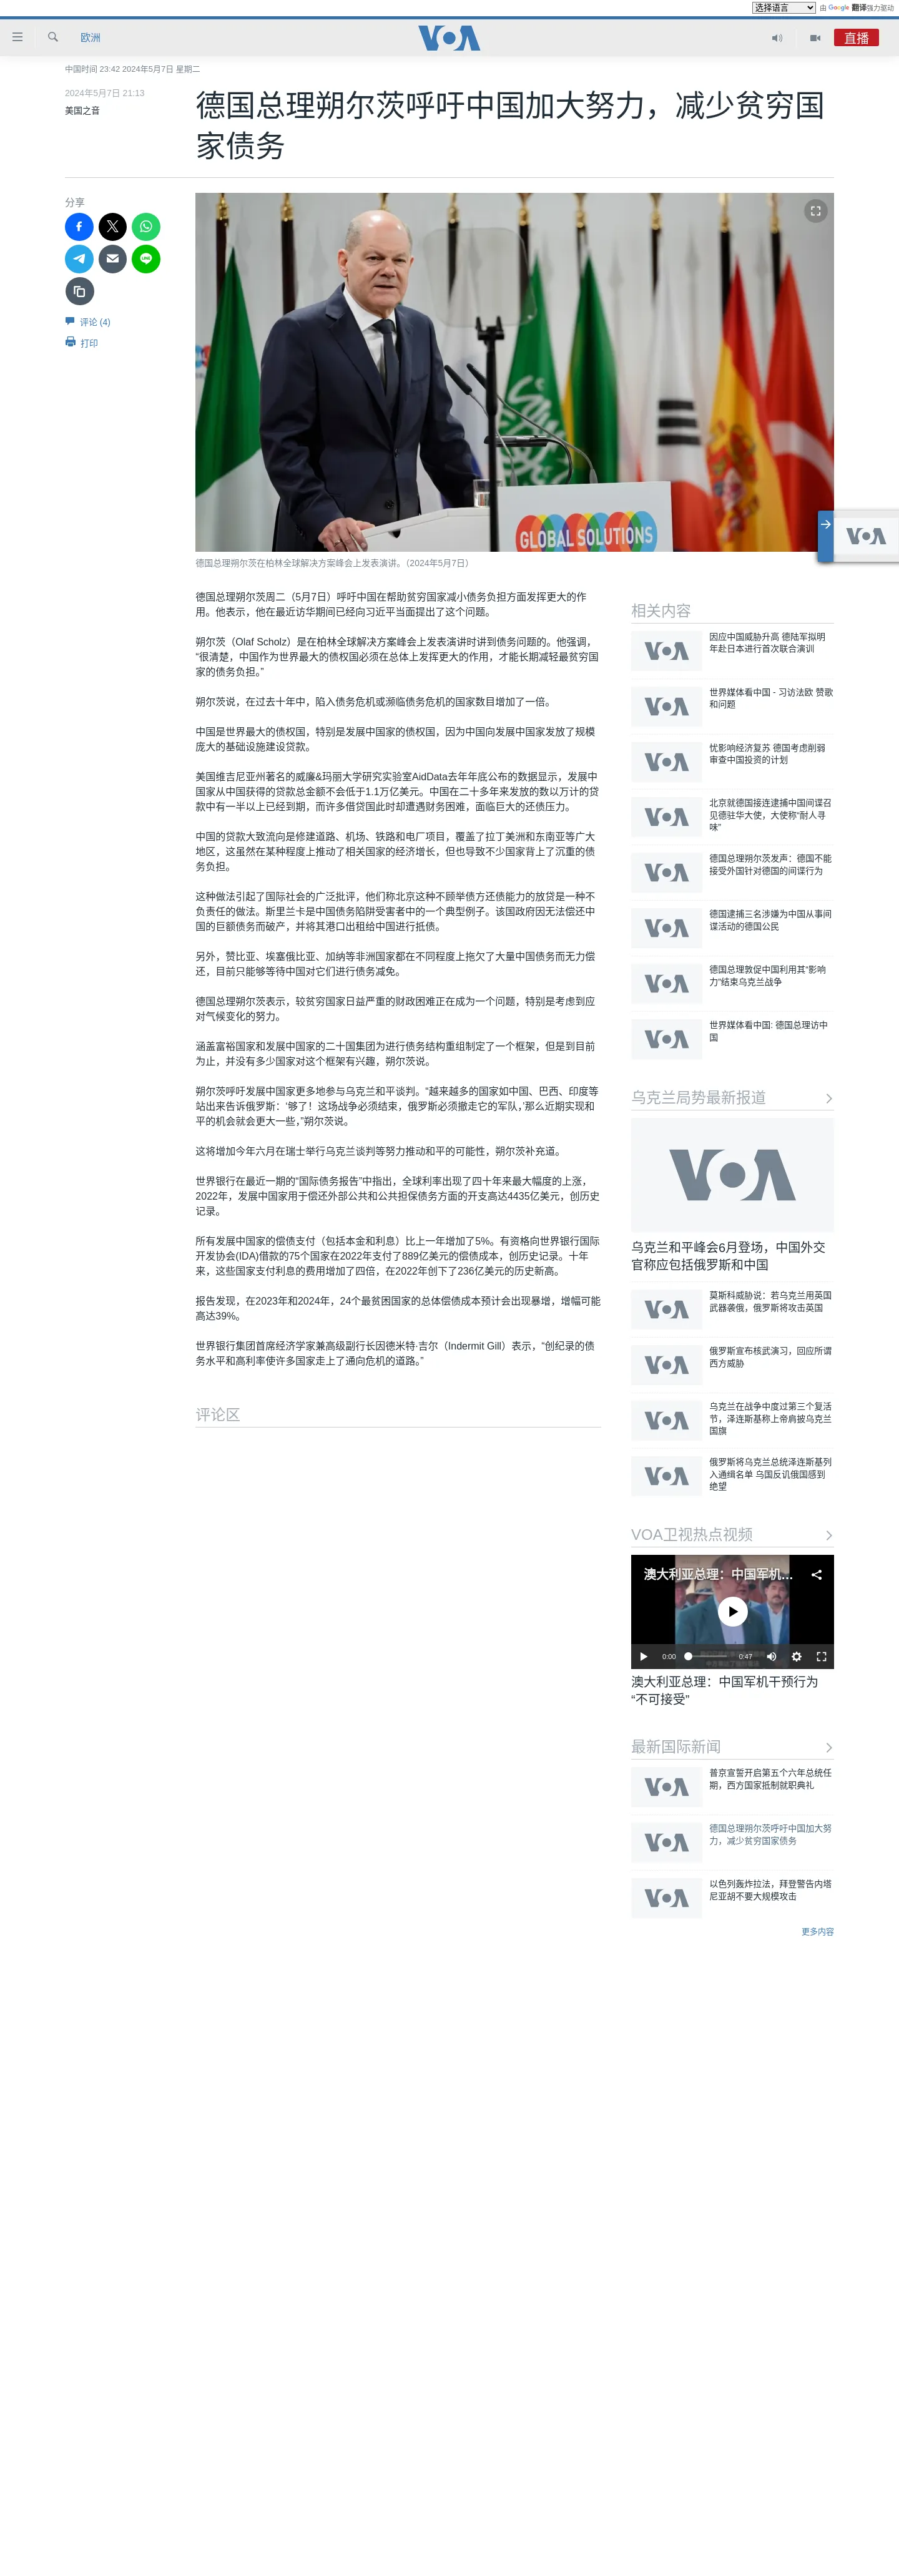 选择语言
由 Google 翻译强力驱动
欧洲
VOA
直播
中国时间 23:42 2024年5月7日 星期二
2024年5月7日 21:13
美国之音
德国总理朔尔茨呼吁中国加大努力，减少贫穷国
家债务
分享
评论 (4)
打印
GLOBAL SOLUTIONS
VOA
德国总理朔尔茨在柏林全球解决方案峰会上发表演讲。（2024年5月7日）
德国总理朔尔茨周二（5月7日）呼吁中国在帮助贫穷国家减小债务负担方面发挥更大的作
用。他表示，他在最近访华期间已经向习近平当面提出了这个问题。
朔尔茨（Olaf Scholz）是在柏林全球解决方案峰会上发表演讲时讲到债务问题的。他强调，
“很清楚，中国作为世界最大的债权国必须在总体上发挥更大的作用，才能长期减轻最贫穷国
家的债务负担。”
朔尔茨说，在过去十年中，陷入债务危机或濒临债务危机的国家数目增加了一倍。
中国是世界最大的债权国，特别是发展中国家的债权国，因为中国向发展中国家发放了规模
庞大的基础设施建设贷款。
美国维吉尼亚州著名的威廉&玛丽大学研究实验室AidData去年年底公布的数据显示，发展中
国家从中国获得的贷款总金额不会低于1.1万亿美元。中国在二十多年来发放的数以万计的贷
款中有一半以上已经到期，而许多借贷国此时却遭遇财务困难，面临巨大的还债压力。
中国的贷款大致流向是修建道路、机场、铁路和电厂项目，覆盖了拉丁美洲和东南亚等广大
地区，这虽然在某种程度上推动了相关国家的经济增长，但也导致不少国家背上了沉重的债
务负担。
这种做法引起了国际社会的广泛批评，他们称北京这种不顾举债方还债能力的放贷是一种不
负责任的做法。斯里兰卡是中国债务陷阱受害者中的一个典型例子。该国政府因无法偿还中
国的巨额债务而破产，并将其港口出租给中国进行抵债。
另外，赞比亚、埃塞俄比亚、加纳等非洲国家都在不同程度上拖欠了大量中国债务而无力偿
还，目前只能够等待中国对它们进行债务减免。
德国总理朔尔茨表示，较贫穷国家日益严重的财政困难正在成为一个问题，特别是考虑到应
对气候变化的努力。
涵盖富裕国家和发展中国家的二十国集团为进行债务结构重组制定了一个框架，但是到目前
为止，并没有多少国家对这个框架有兴趣，朔尔茨说。
朔尔茨呼吁发展中国家更多地参与乌克兰和平谈判。“越来越多的国家如中国、巴西、印度等
站出来告诉俄罗斯：‘够了！这场战争必须结束，俄罗斯必须撤走它的军队，’那么近期实现和
平的机会就会更大一些，”朔尔茨说。
这将增加今年六月在瑞士举行乌克兰谈判等努力推动和平的可能性，朔尔茨补充道。
世界银行在最近一期的“国际债务报告”中指出，全球利率出现了四十年来最大幅度的上涨，
2022年，发展中国家用于偿还外部公共和公共担保债务方面的开支高达4435亿美元，创历史
记录。
所有发展中国家的偿债支付（包括本金和利息）比上一年增加了5%。有资格向世界银行国际
开发协会(IDA)借款的75个国家在2022年支付了889亿美元的偿债成本，创历史记录。十年
来，这些国家支付利息的费用增加了四倍，在2022年创下了236亿美元的历史新高。
报告发现，在2023年和2024年，24个最贫困国家的总体偿债成本预计会出现暴增，增幅可能
高达39%。
世界银行集团首席经济学家兼高级副行长因德米特·吉尔（Indermit Gill）表示，“创纪录的债
务水平和高利率使许多国家走上了通向危机的道路。”
评论区
相关内容
VOA
因应中国威胁升高 德陆军拟明
年赴日本进行首次联合演训
VOA
世界媒体看中国 - 习访法欧 赞歌
和问题
VOA
忧影响经济复苏 德国考虑削弱
审查中国投资的计划
VOA
北京就德国接连逮捕中国间谍召
见德驻华大使，大使称“耐人寻
味”
VOA
德国总理朔尔茨发声：德国不能
接受外国针对德国的间谍行为
VOA
德国逮捕三名涉嫌为中国从事间
谍活动的德国公民
VOA
德国总理敦促中国利用其“影响
力”结束乌克兰战争
VOA
世界媒体看中国: 德国总理访中
国
乌克兰局势最新报道
VOA
乌克兰和平峰会6月登场，中国外交
官称应包括俄罗斯和中国
VOA
莫斯科威胁说：若乌克兰用英国
武器袭俄，俄罗斯将攻击英国
VOA
俄罗斯宣布核武演习，回应所谓
西方威胁
VOA
乌克兰在战争中度过第三个复活
节，泽连斯基称上帝肩披乌克兰
国旗
VOA
俄罗斯将乌克兰总统泽连斯基列
入通缉名单 乌国反讥俄国感到
绝望
VOA卫视热点视频
澳大利亚总理：中国军机…
0:00
0:47
澳大利亚总理：中国军机干预行为
“不可接受”
最新国际新闻
VOA
普京宣誓开启第五个六年总统任
期，西方国家抵制就职典礼
VOA
德国总理朔尔茨呼吁中国加大努
力，减少贫穷国家债务
VOA
以色列轰炸拉法，拜登警告内塔
尼亚胡不要大规模攻击
更多内容